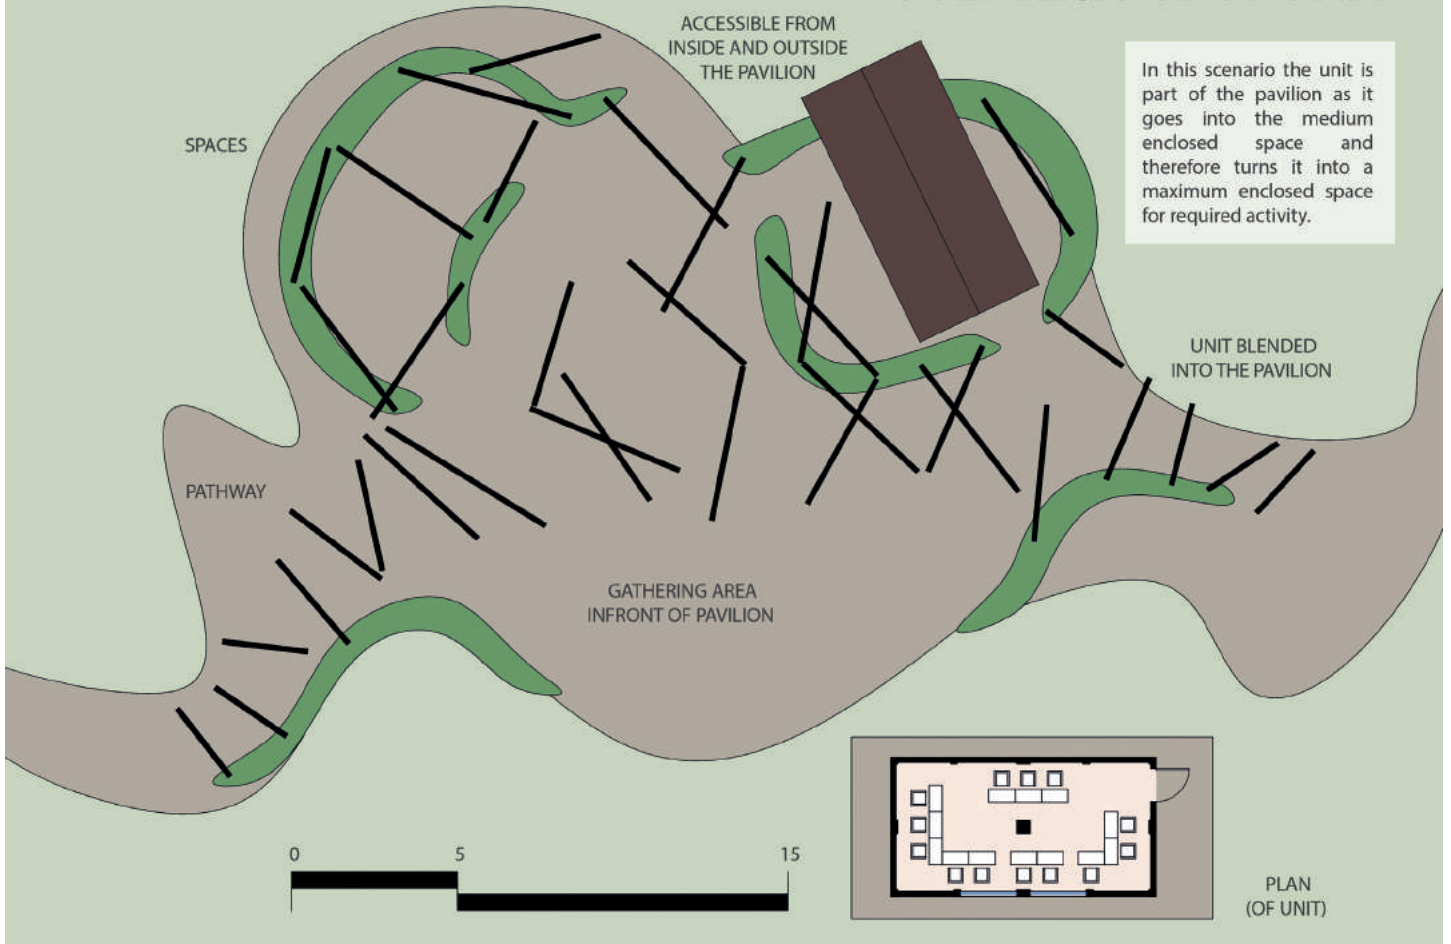 ACCESSIBLE FROM
INSIDE AND OUTSIDE
THE PAVILION
In this scenario the unit is
part of the pavilion as it
goes into the medium
enclosed space and
therefore turns it into a
maximum enclosed space
for required activity.
SPACES
UNIT BLENDED
INTO THE PAVILION
PATHWAY
GATHERING AREA
INFRONT OF PAVILION
0 5 15
PLAN
(OF UNIT)